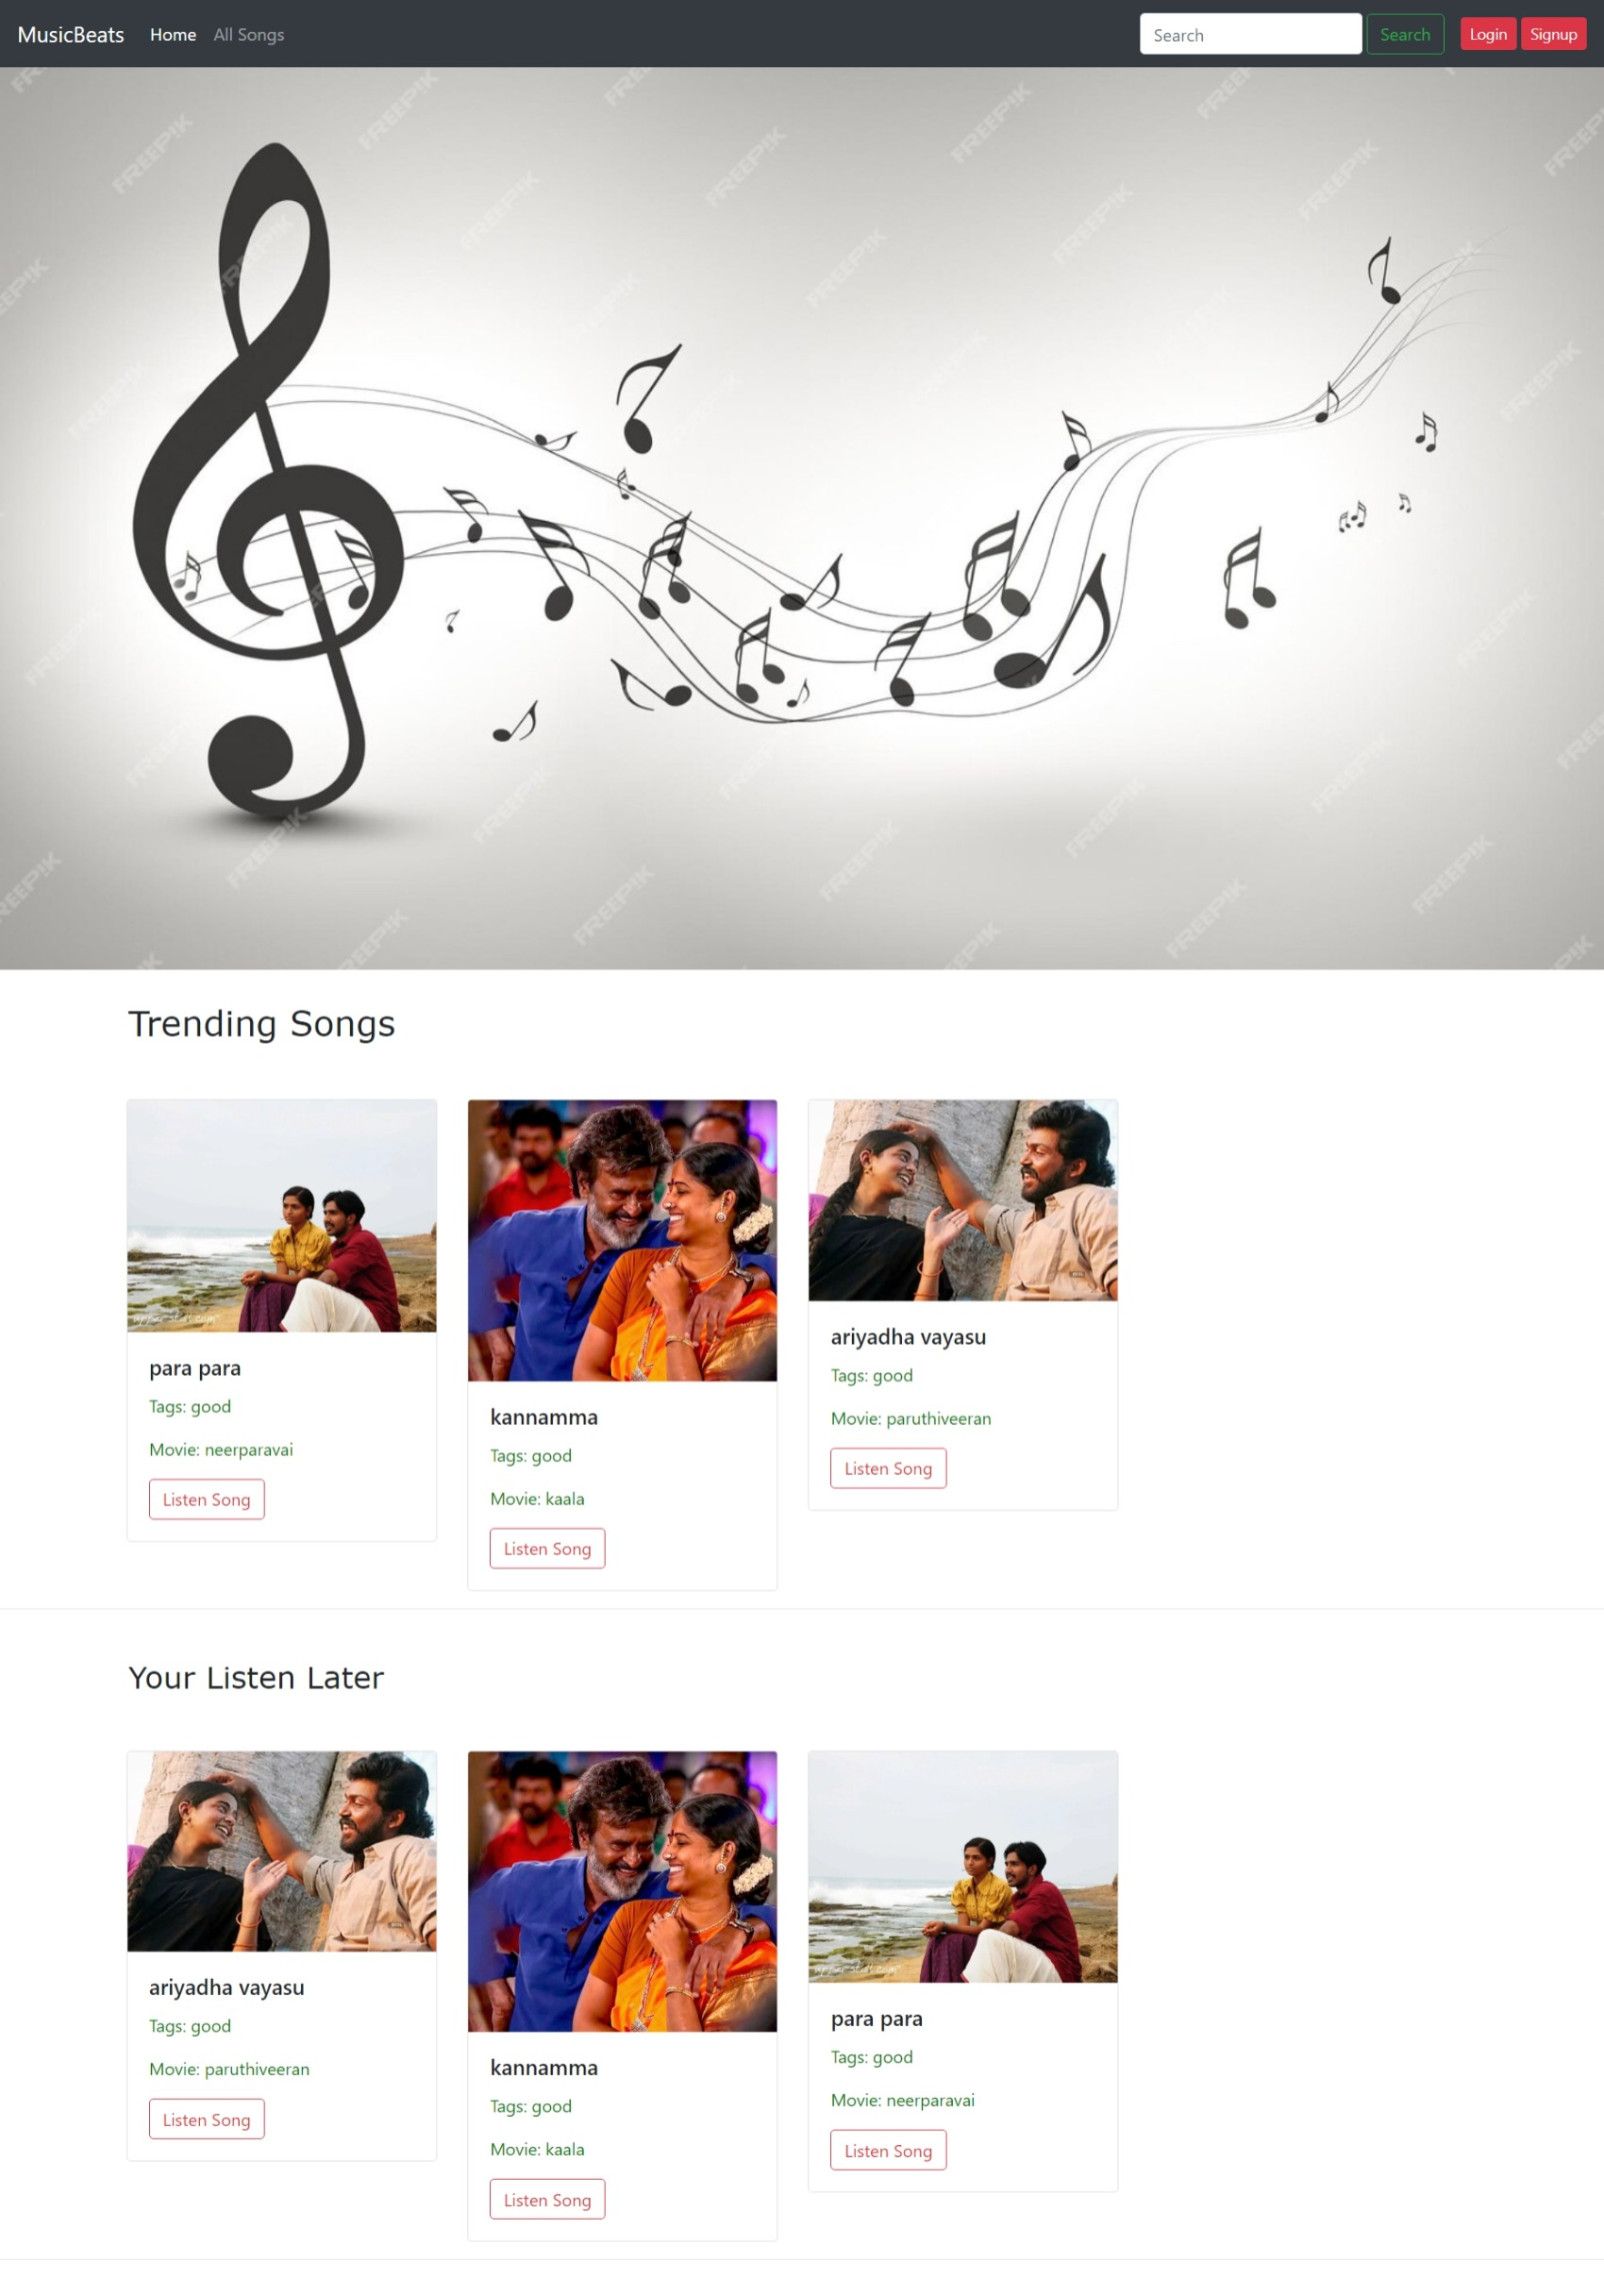 MusicBeats Home All Songs Search Search Login Signup
FREEPIK
Trending Songs
para para
Tags: good
Movie: neerparavai
Listen Song
kannamma
Tags: good
Movie: kaala
Listen Song
ariyadha vayasu
Tags: good
Movie: paruthiveeran
Listen Song
Your Listen Later
ariyadha vayasu
Tags: good
Movie: paruthiveeran
Listen Song
kannamma
Tags: good
Movie: kaala
Listen Song
para para
Tags: good
Movie: neerparavai
Listen Song